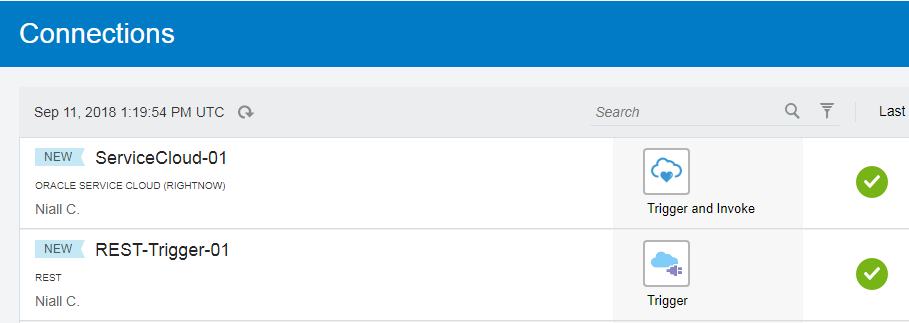 Connections
Sep 11, 2018 1:19:54 PM UTC
Search
Last
NEW ServiceCloud-01
ORACLE SERVICE CLOUD (RIGHTNOW)
Niall C.
Trigger and Invoke
NEW REST-Trigger-01
REST
Niall C.
Trigger